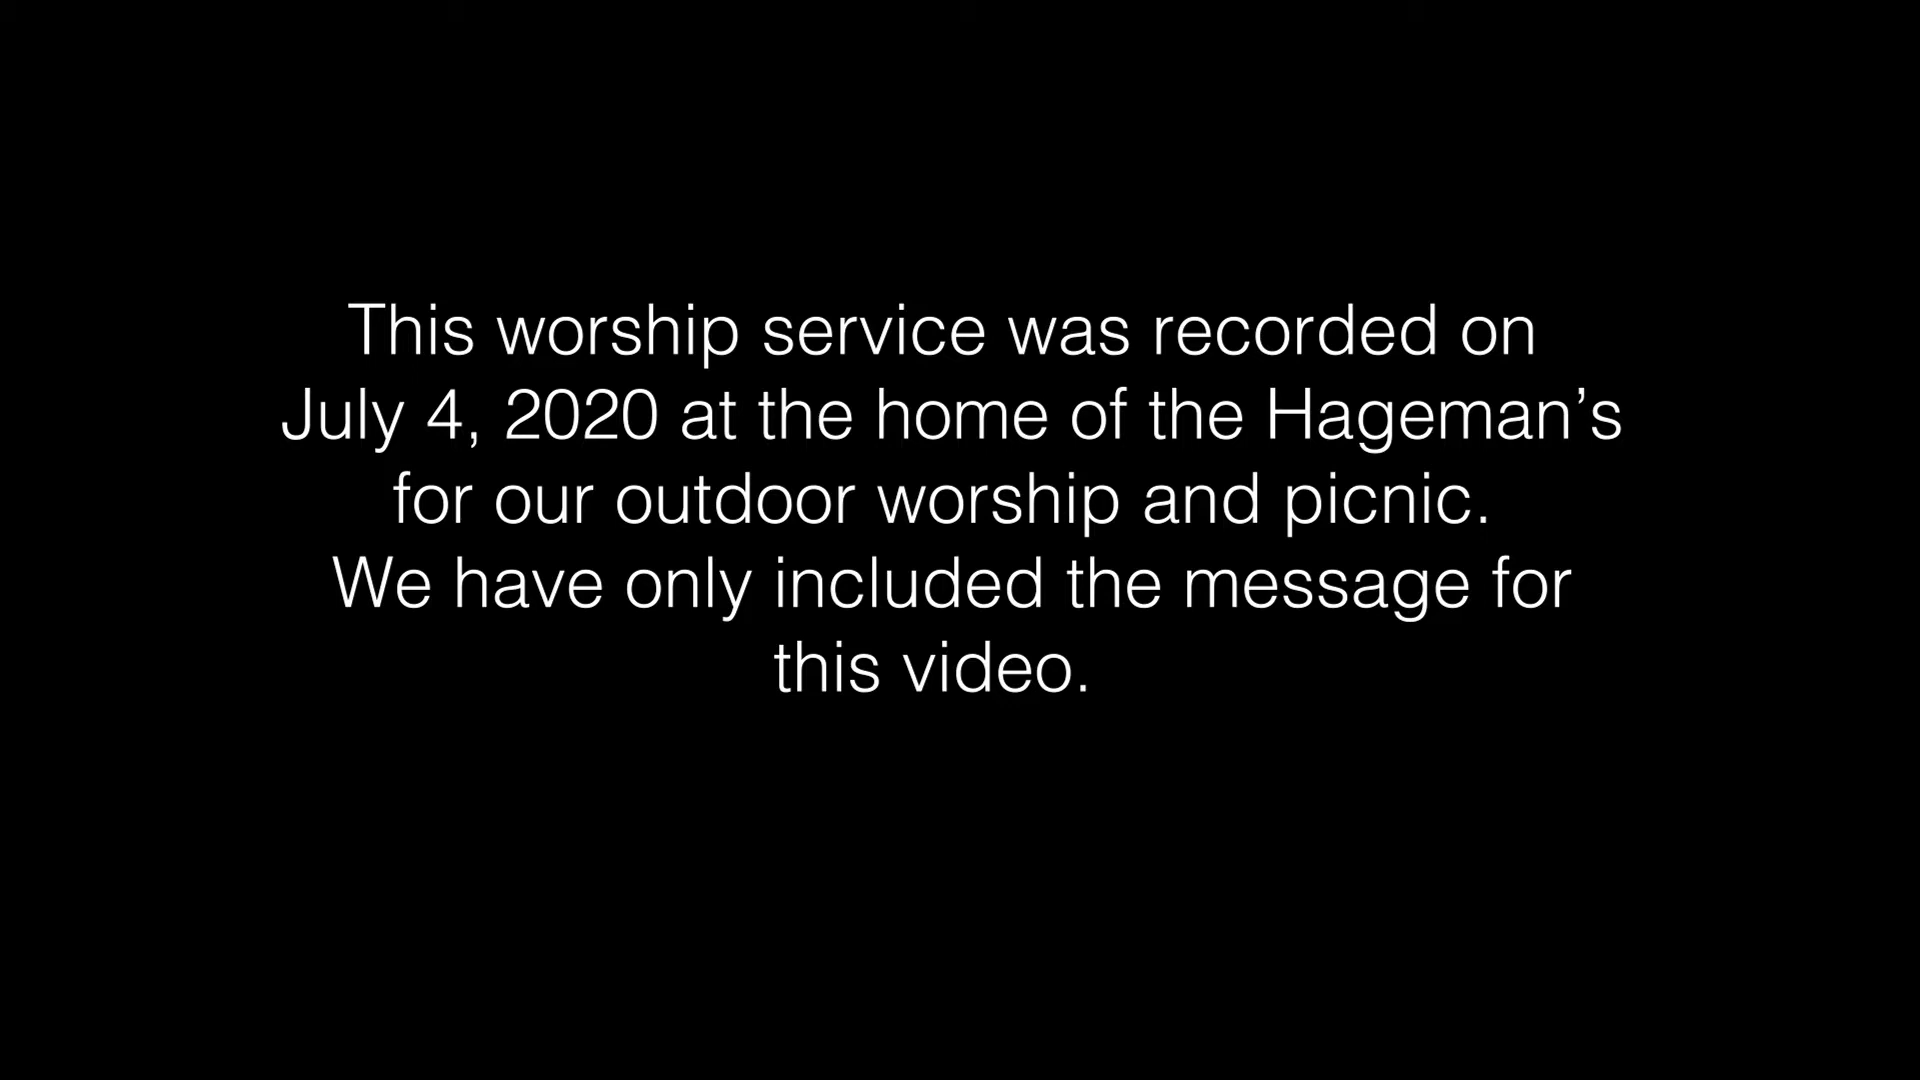 This worship service was recorded on
July 4, 2020 at the home of the Hageman’s
for our outdoor worship and picnic.
We have only included the message for
this video.